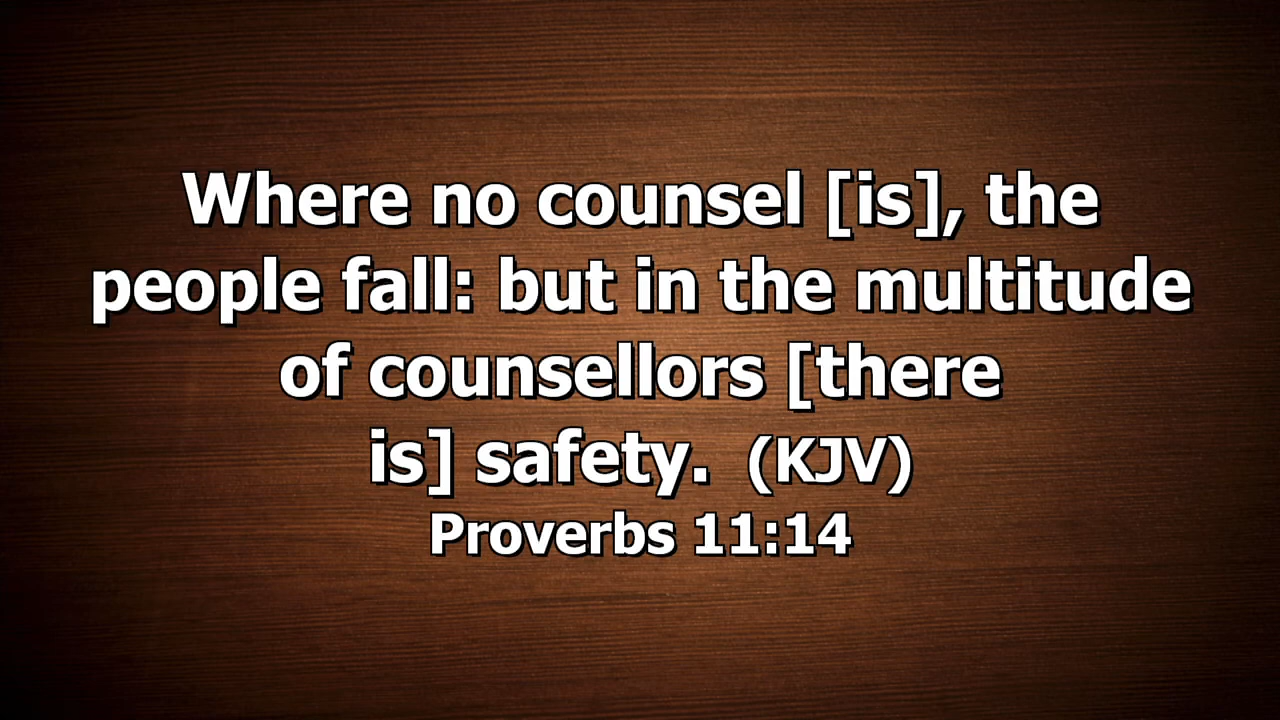 Where no counsel [is], the
people fall: but in the multitude
of counsellors [there
is] safety.  (KJV)
Proverbs 11:14